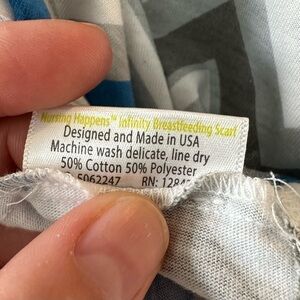 Nursing Happens™ Infinity Breastfeeding Scarf
Designed and Made in USA
Machine wash delicate, line dry
50% Cotton 50% Polyester
5062247 RN: